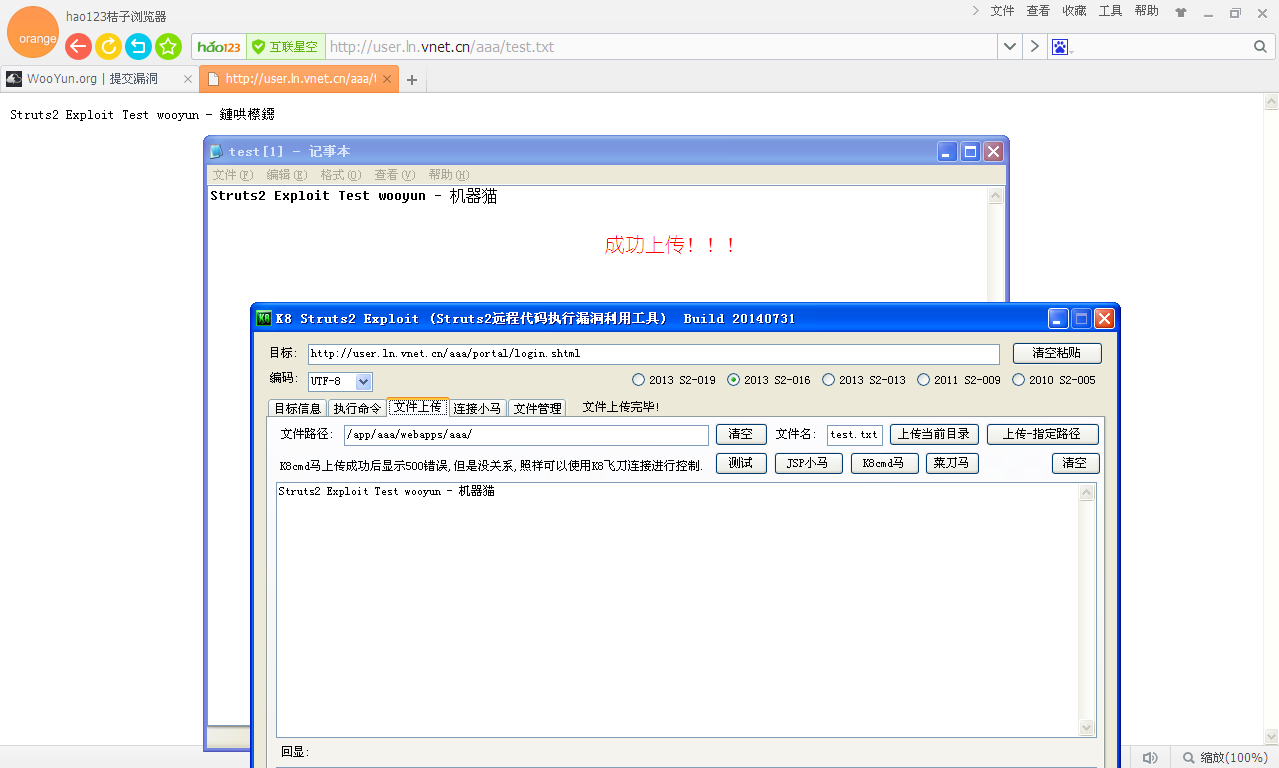 hao123桔子浏览器
文件 查看 收藏 工具 帮助
orange
hao123 互联星空 http://user.ln.vnet.cn/aaa/test.txt
WooYun.org | 提交漏洞
http://user.ln.vnet.cn/aaa/t
Struts2 Exploit Test wooyun -
test[1] - 记事本
文件(F) 编辑(E) 格式(O) 查看(V) 帮助(H)
Struts2 Exploit Test wooyun - 机器猫
成功上传！！！
K8 Struts2 Exploit (Struts2远程代码执行漏洞利用工具) Build 20140731
目标: http://user.ln.vnet.cn/aaa/portal/login.shtml 清空粘贴
编码: UTF-8 2013 S2-019 2013 S2-016 2013 S2-013 2011 S2-009 2010 S2-005
目标信息 执行命令 文件上传 连接小马 文件管理 文件上传完毕!
文件路径: /app/aaa/webapps/aaa/ 清空 文件名: test.txt 上传当前目录 上传-指定路径
K8cmd马上传成功后显示500错误,但是没关系,照样可以使用K8飞刀连接进行控制. 测试 JSP小马 K8cmd马 菜刀马 清空
Struts2 Exploit Test wooyun - 机器猫
回显:
缩放(100%)